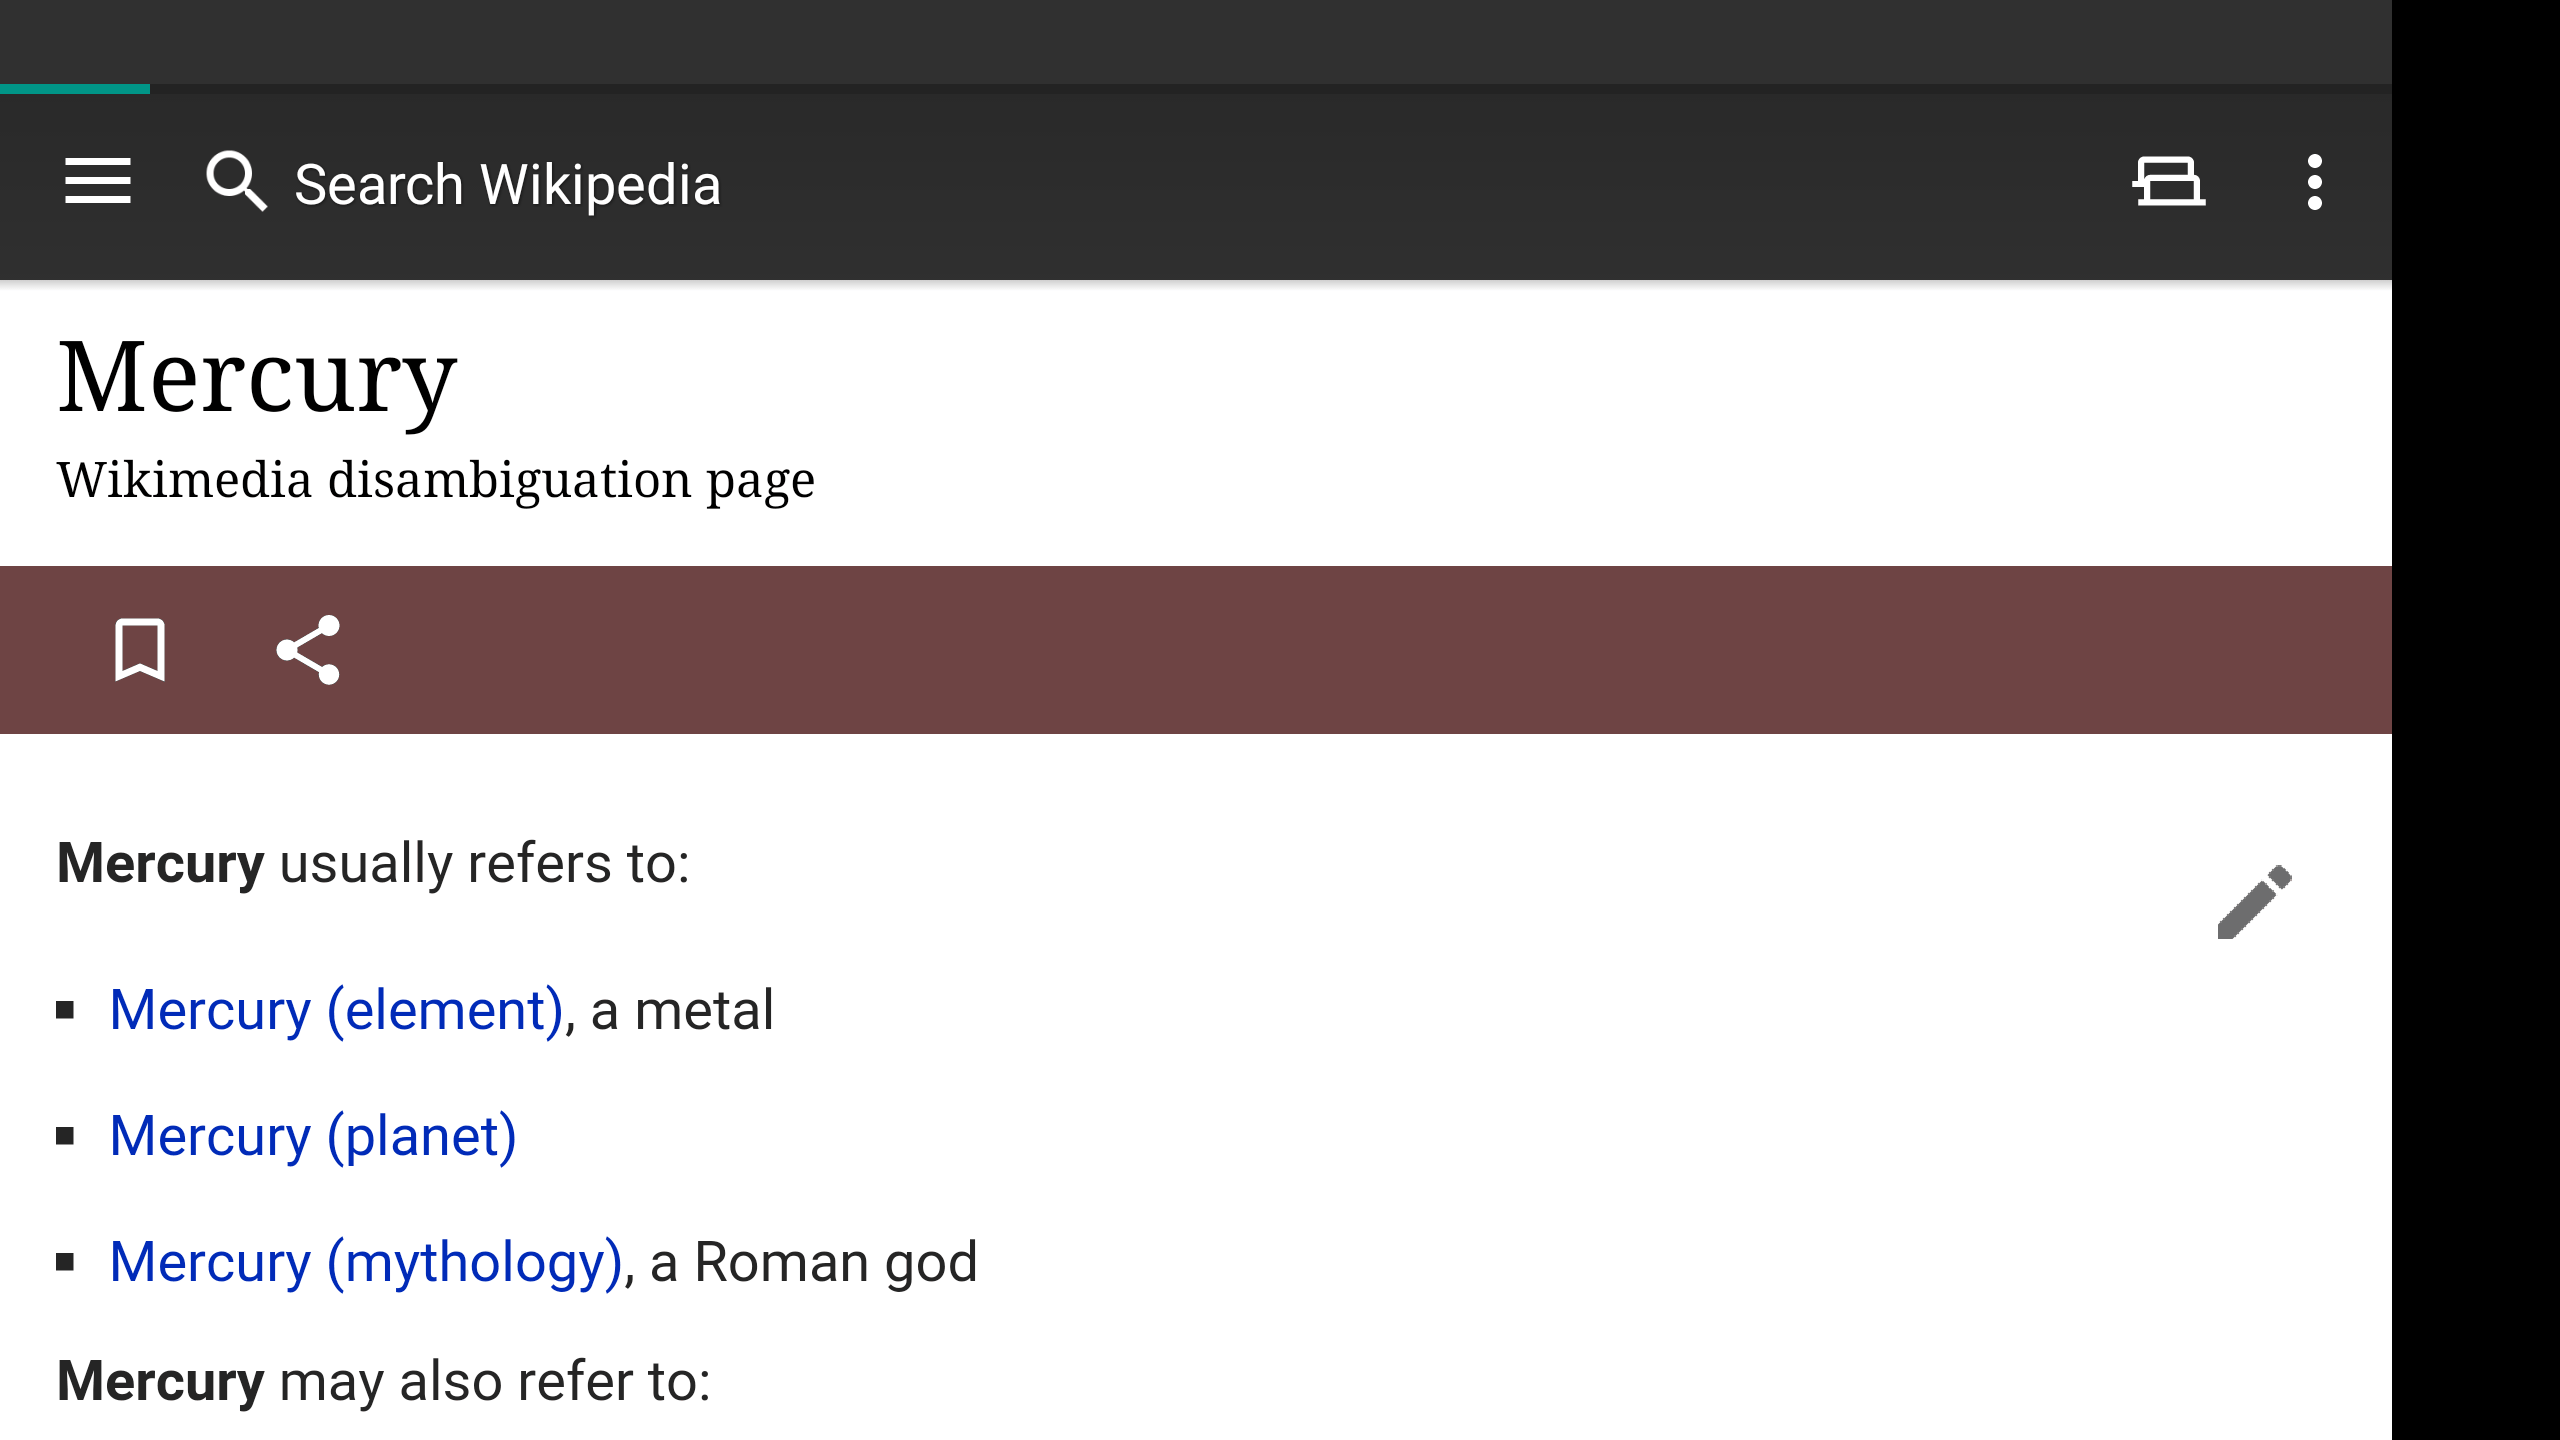 Search Wikipedia
Mercury
Wikimedia disambiguation page
Mercury usually refers to:
Mercury (element), a metal
Mercury (planet)
Mercury (mythology), a Roman god
Mercury may also refer to: